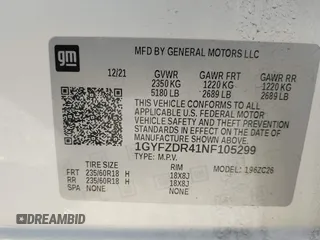 gm
MFD BY GENERAL MOTORS LLC
12/21 GVWR GAWR FRT GAWR RR
2350 KG 1220 KG 1220 KG
5180 LB 2689 LB 2689 LB
THIS VEHICLE CONFORMS TO ALL APPLICABLE
U.S. FEDERAL MOTOR VEHICLE
SAFETY AND THEFT PREVENTION STANDARDS
IN EFFECT ON THE DATE OF
MANUFACTURE SHOWN ABOVE.
1GYFZDR41NF105299
TYPE: M.P.V. MODEL: 196ZC26
TIRE SIZE RIM
FRT 235/60R18 H 18X8J
RR 235/60R18 H 18X8J
SPA NONE NONE
DREAMBID DREAMBID.COM